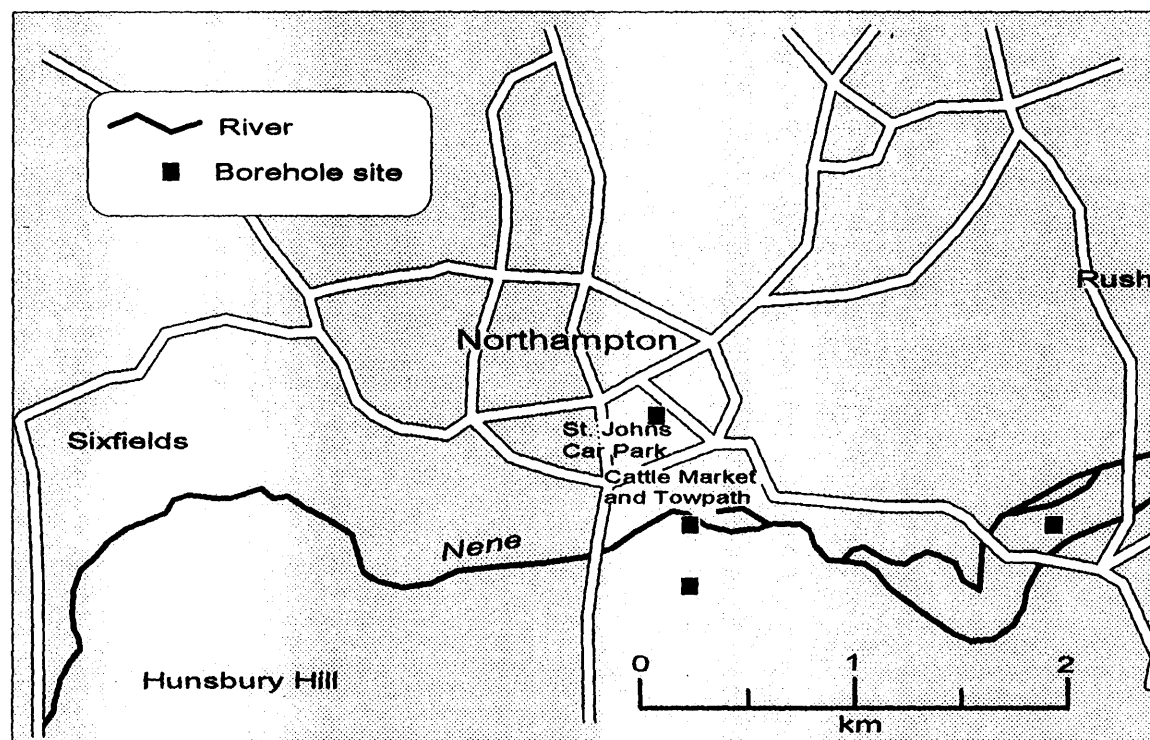 River
Borehole site
Rush
Northampton
Sixfields
St. Johns
Car Park
Cattle Market
and Towpath
Nene
Hunsbury Hill
0 1 2
km